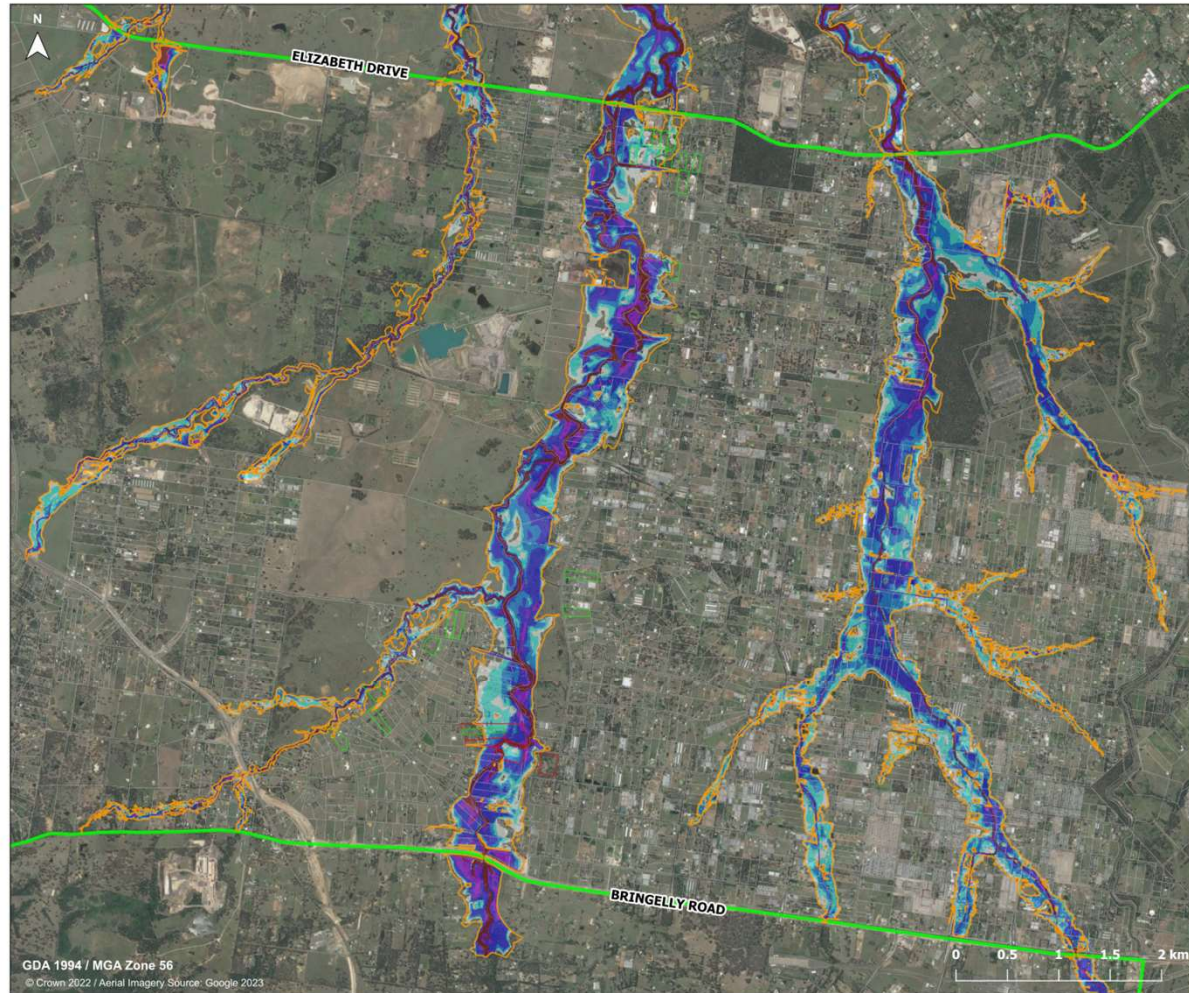 N
ELIZABETH DRIVE
BRINGELLY ROAD
GDA 1994 / MGA Zone 56
© Crown 2022 / Aerial Imagery Source: Google 2023
0 0.5 1 1.5 2 km